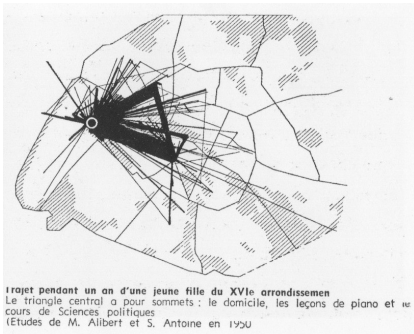 Trajet pendant un an d'une jeune fille du XVIe arrondissemen
Le triangle central a pour sommets : le domicile, les leçons de piano et le
cours de Sciences politiques
(Etudes de M. Alibert et S. Antoine en 1950